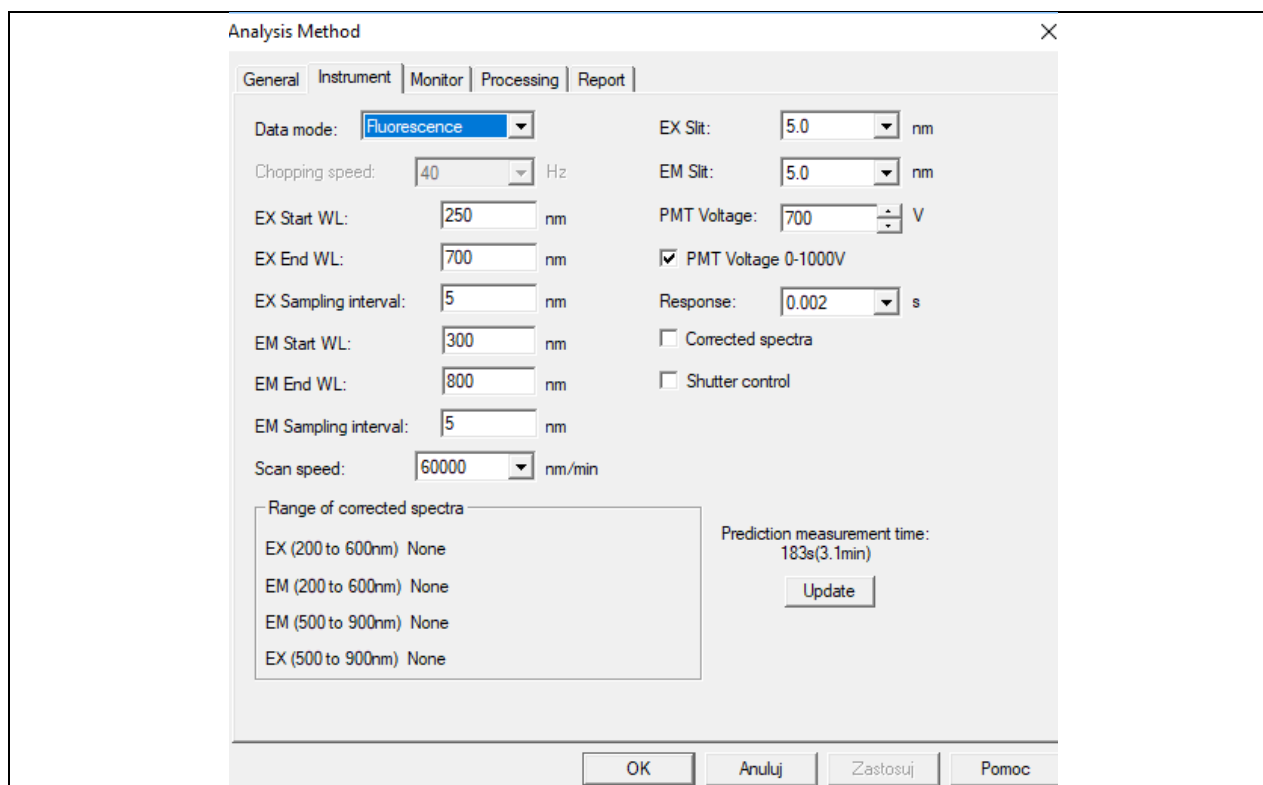 Analysis Method
General Instrument Monitor Processing Report
Data mode: Fluorescence EX Slit: 5.0 nm
Chopping speed: 40 Hz EM Slit: 5.0 nm
EX Start WL: 250 nm PMT Voltage: 700 V
EX End WL: 700 nm PMT Voltage 0-1000V
EX Sampling interval: 5 nm Response: 0.002 s
EM Start WL: 300 nm Corrected spectra
EM End WL: 800 nm Shutter control
EM Sampling interval: 5 nm
Scan speed: 60000 nm/min
Range of corrected spectra
EX (200 to 600nm) None
EM (200 to 600nm) None
EM (500 to 900nm) None
EX (500 to 900nm) None
Prediction measurement time:
183s(3.1min)
Update
OK Anuluj Zastosuj Pomoc